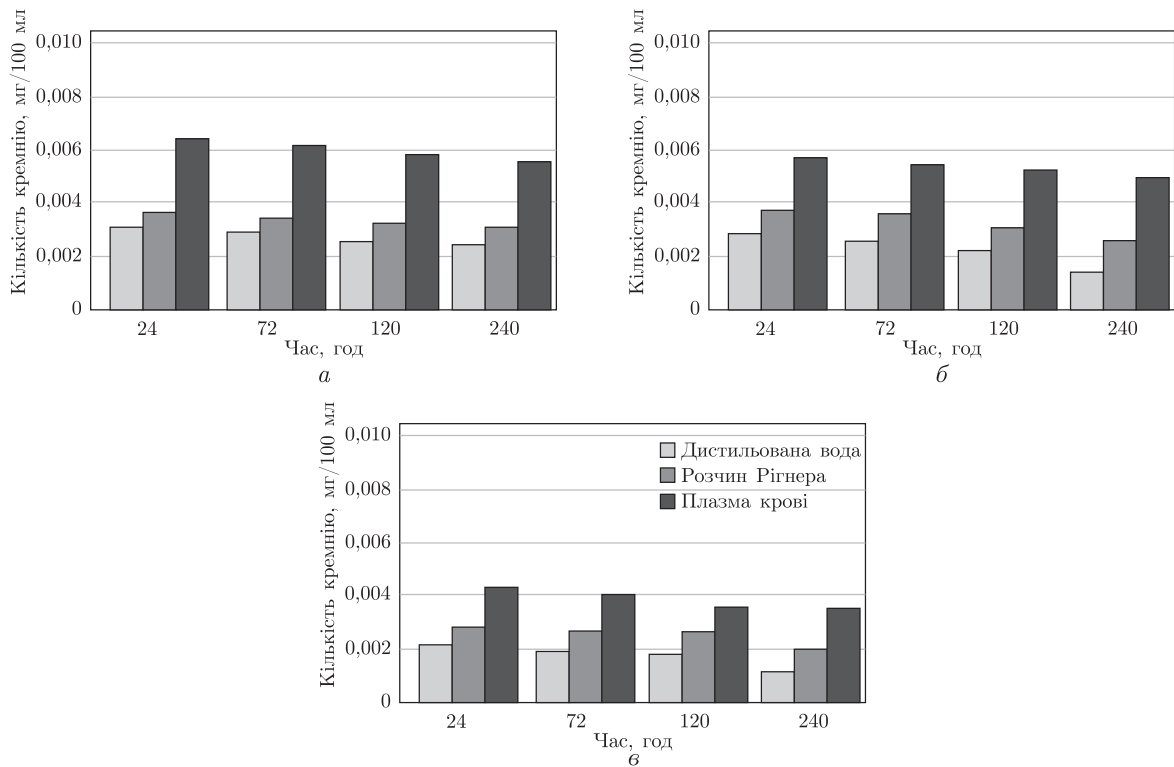 Кількість кремнію, мг/100 мл
0,010
0,008
0,006
0,004
0,002
0
24 72 120 240
Час, год
а
Кількість кремнію, мг/100 мл
0,010
0,008
0,006
0,004
0,002
0
24 72 120 240
Час, год
б
Кількість кремнію, мг/100 мл
0,010
0,008
0,006
0,004
0,002
0
Дистильована вода
Розчин Рігнера
Плазма крові
24 72 120 240
Час, год
в